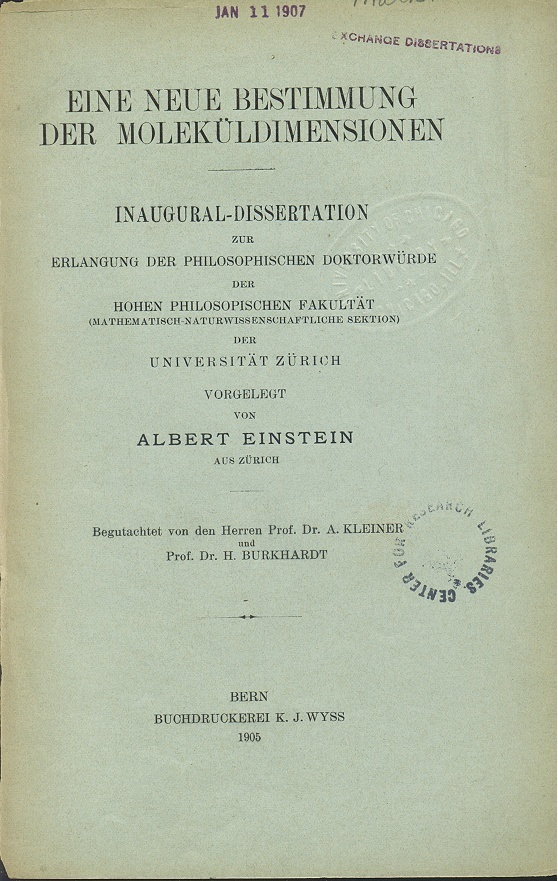 JAN 11 1907
EXCHANGE DISSERTATIONS
EINE NEUE BESTIMMUNG
DER MOLEKÜLDIMENSIONEN
INAUGURAL-DISSERTATION
ZUR
ERLANGUNG DER PHILOSOPHISCHEN DOKTORWÜRDE
DER
HOHEN PHILOSOPISCHEN FAKULTÄT
(MATHEMATISCH-NATURWISSENSCHAFTLICHE SEKTION)
DER
UNIVERSITÄT ZÜRICH
VORGELEGT
VON
ALBERT EINSTEIN
AUS ZÜRICH
Begutachtet von den Herren Prof. Dr. A. KLEINER
und
Prof. Dr. H. BURKHARDT
CENTER FOR RESEARCH LIBRARIES
BERN
BUCHDRUCKEREI K. J. WYSS
1905